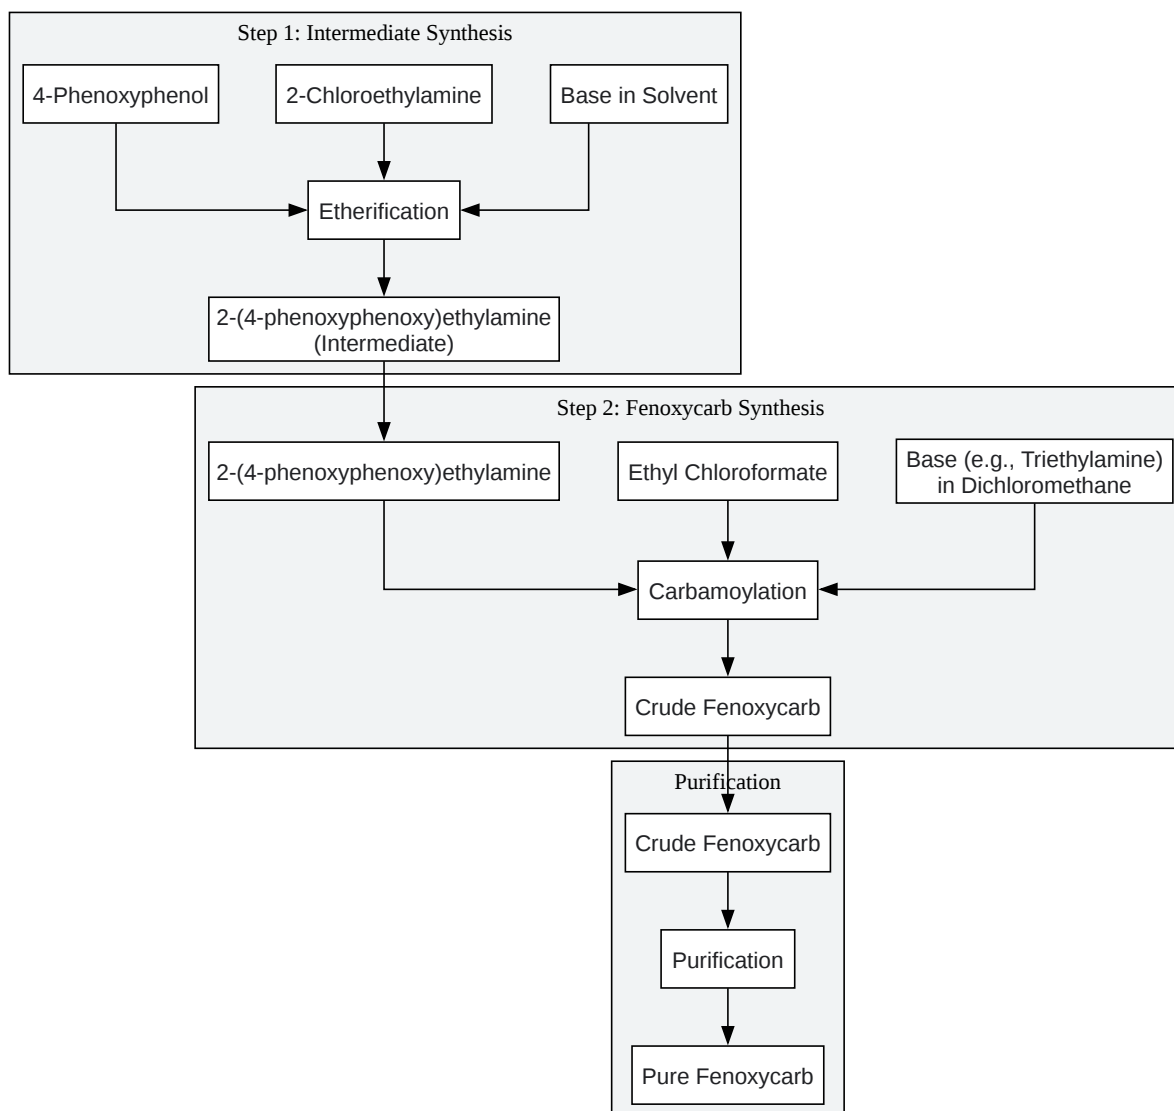 Step 1: Intermediate Synthesis
4-Phenoxyphenol
2-Chloroethylamine
Base in Solvent
Etherification
2-(4-phenoxyphenoxy)ethylamine
(Intermediate)
Step 2: Fenoxycarb Synthesis
2-(4-phenoxyphenoxy)ethylamine
Ethyl Chloroformate
Base (e.g., Triethylamine)
in Dichloromethane
Carbamoylation
Crude Fenoxycarb
Purification
Crude Fenoxycarb
Purification
Pure Fenoxycarb